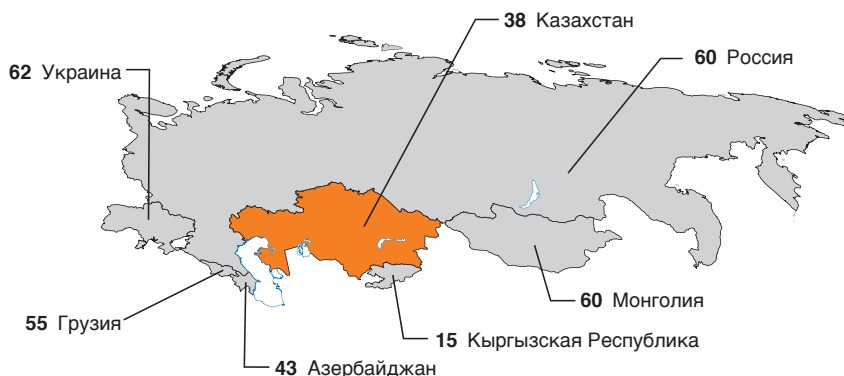 38 Казахстан
60 Россия
62 Украина
60 Монголия
55 Грузия
15 Кыргызская Республика
43 Азербайджан